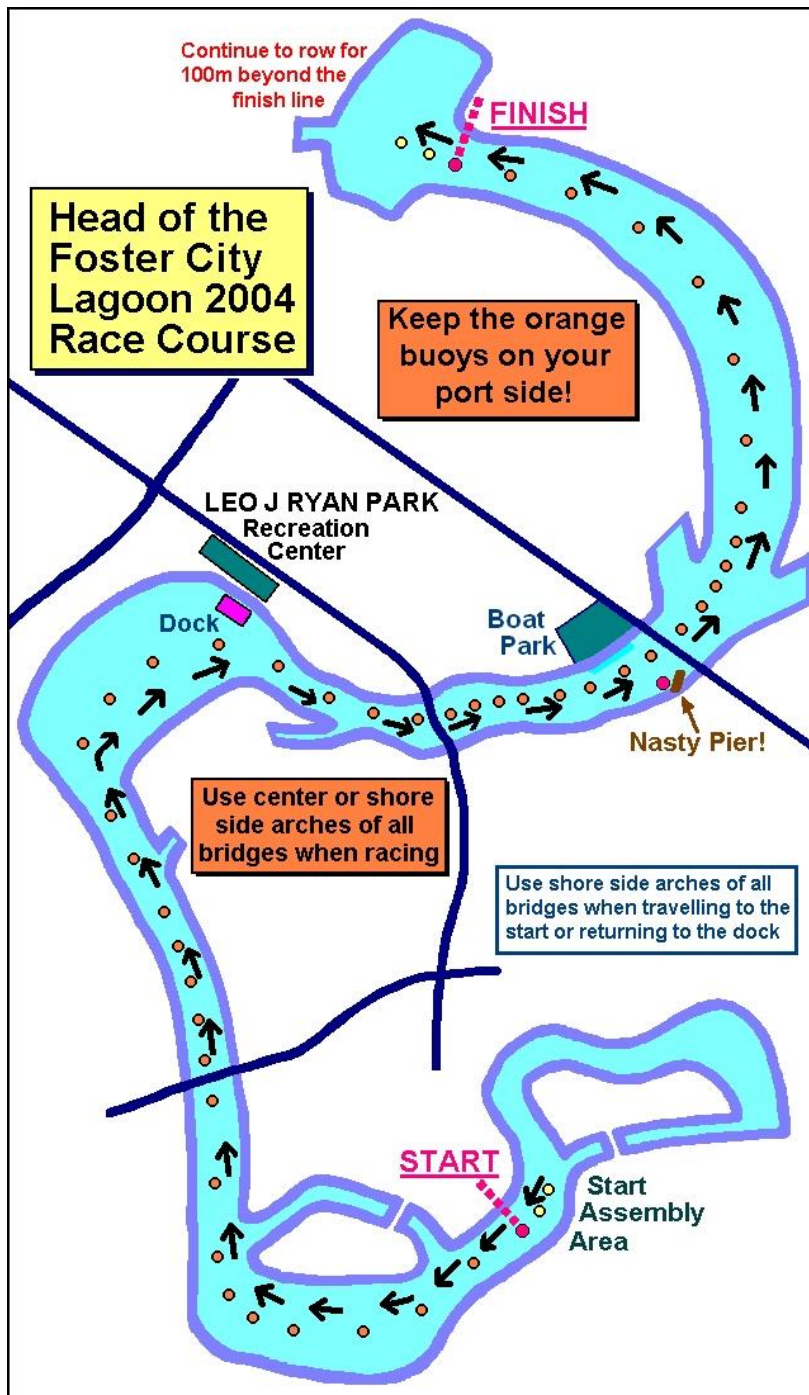 Continue to row for
100m beyond the
finish line
FINISH
Head of the
Foster City
Lagoon 2004
Race Course
Keep the orange
buoys on your
port side!
LEO J RYAN PARK
Recreation
Center
Dock
Boat
Park
Nasty Pier!
Use center or shore
side arches of all
bridges when racing
Use shore side arches of all
bridges when travelling to the
start or returning to the dock
START
Start
Assembly
Area